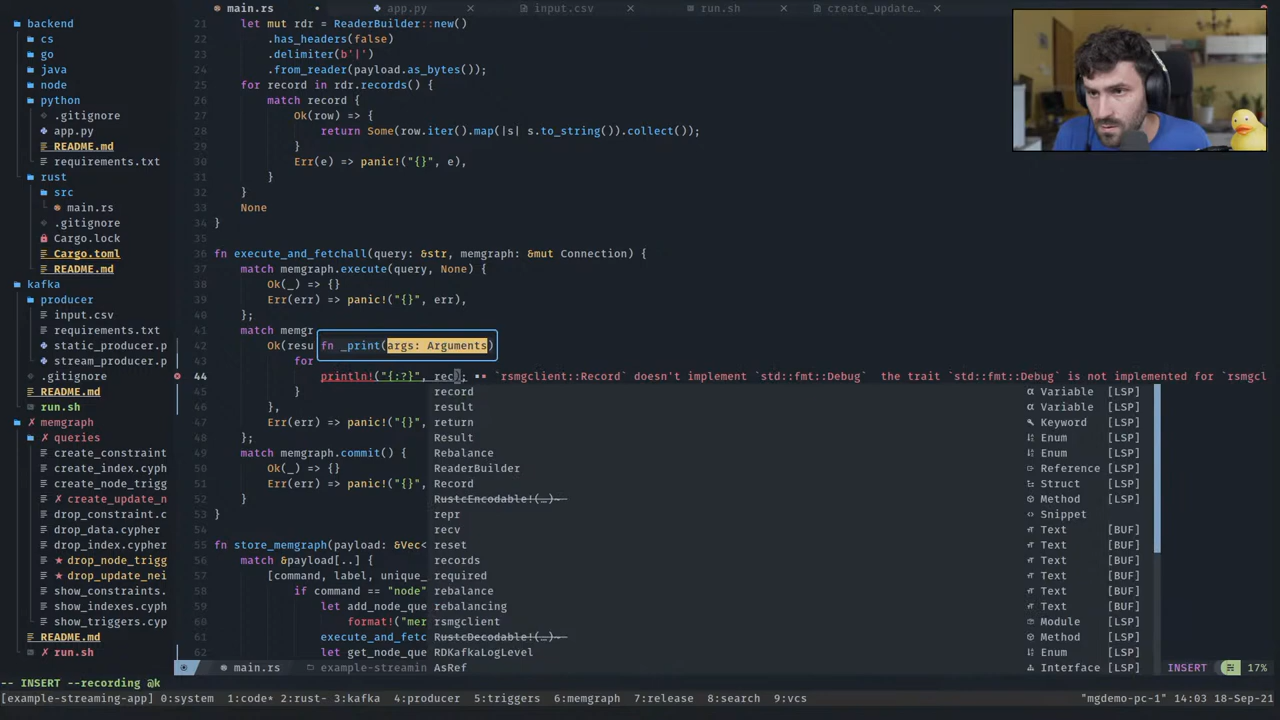 main.rs • app.py × input.csv × run.sh × create_update… ×
backend
cs
go
java
node
python
.gitignore
app.py
README.md
requirements.txt
rust
src
main.rs
.gitignore
Cargo.lock
Cargo.toml
README.md
kafka
producer
input.csv
requirements.txt
static_producer.p
stream_producer.p
.gitignore
README.md
run.sh
✗ memgraph
✗ queries
create_constraint
create_index.cyph
create_node_trigg
✗ create_update_n
drop_constraint.c
drop_data.cypher
drop_index.cypher
★ drop_node_trigg
★ drop_update_nei
show_constraints.
show_indexes.cyph
show_triggers.cyp
README.md
✗ run.sh
21 let mut rdr = ReaderBuilder::new()
22 .has_headers(false)
23 .delimiter(b'|')
24 .from_reader(payload.as_bytes());
25 for record in rdr.records() {
26 match record {
27 Ok(row) => {
28 return Some(row.iter().map(|s| s.to_string()).collect());
29 }
30 Err(e) => panic!("{}", e),
31 }
32 }
33 None
34 }
35
36 fn execute_and_fetchall(query: &str, memgraph: &mut Connection) {
37 match memgraph.execute(query, None) {
38 Ok(_) => {}
39 Err(err) => panic!("{}", err),
40 };
41 match memgr
42 Ok(resu fn _print(args: Arguments)
43 for
44 println!("{:?}", rec); `rsmgclient::Record` doesn't implement `std::fmt::Debug` the trait `std::fmt::Debug` is not implemented for `rsmgcl
45 } record Variable [LSP]
46 }, result Variable [LSP]
47 Err(err) => panic!("{}", return Keyword [LSP]
48 }; Result Enum [LSP]
49 match memgraph.commit() { Rebalance Enum [LSP]
50 Ok(_) => {} ReaderBuilder Reference [LSP]
51 Err(err) => panic!("{}", Record Struct [LSP]
52 } RustcEncodable!(…)~ Method [LSP]
53 } repr Snippet
54 recv Text [BUF]
55 fn store_memgraph(payload: &Vec< reset Text [BUF]
56 match &payload[..] { records Text [BUF]
57 [command, label, unique_ required Text [BUF]
58 if command == "node" rebalance Text [BUF]
59 let add_node_que rebalancing Text [BUF]
60 format!("mer rsmgclient Module [LSP]
61 execute_and_fetc RustcDecodable!(…)~ Method [LSP]
62 let get_node_que RDKafkaLogLevel Enum [LSP]
main.rs example-streamin AsRef Interface [LSP] INSERT 17%
-- INSERT --recording @k
[example-streaming-app] 0:system 1:code* 2:rust- 3:kafka 4:producer 5:triggers 6:memgraph 7:release 8:search 9:vcs "mgdemo-pc-1" 14:03 18-Sep-21